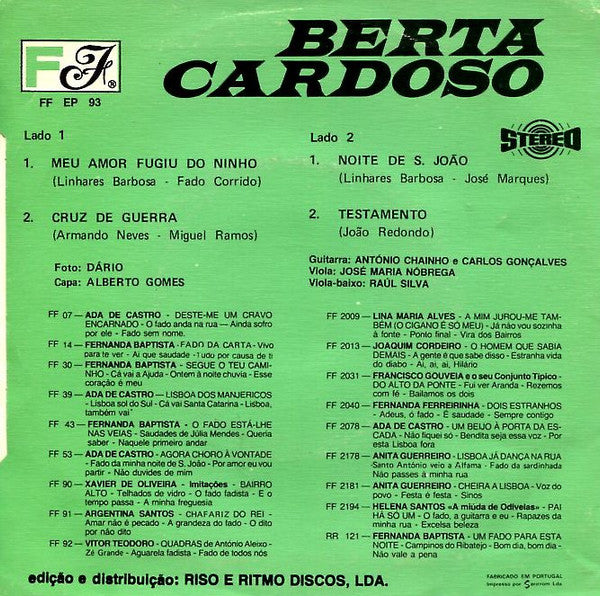 FF®
FF EP 93
BERTA
CARDOSO
STEREO
Lado 1
1. MEU AMOR FUGIU DO NINHO
(Linhares Barbosa - Fado Corrido)
2. CRUZ DE GUERRA
(Armando Neves - Miguel Ramos)
Foto: DÁRIO
Capa: ALBERTO GOMES
Lado 2
1. NOITE DE S. JOÃO
(Linhares Barbosa - José Marques)
2. TESTAMENTO
(João Redondo)
Guitarra: ANTÓNIO CHAINHO e CARLOS GONÇALVES
Viola: JOSÉ MARIA NÓBREGA
Viola-baixo: RAÚL SILVA
FF 07 — ADA DE CASTRO - DESTE-ME UM CRAVO
ENCARNADO - O fado anda na rua — Ainda sofro
por ele - Fado sem nome.
FF 14 — FERNANDA BAPTISTA - FADO DA CARTA - Vivo
para te ver - Ai que saudade - Tudo por causa de ti
FF 30 — FERNANDA BAPTISTA - SEGUE O TEU CAMI-
NHO - Cá vai a Ajuda - Ontem à noite chuvia - Esse
coração é meu
FF 39 — ADA DE CASTRO — LISBOA DOS MANJERICOS
- Lisboa sol do Sul - Cá vai Santa Catarina - Lisboa,
também vai
FF 43 — FERNANDA BAPTISTA - O FADO ESTÁ-LHE
NAS VEIAS - Saudades de Júlia Mendes - Queria
saber - Naquele primeiro andar
FF 53 — ADA DE CASTRO - AGORA CHORO À VONTADE
- Fado da minha noite de S. João - Por amor eu vou
partir - Não duvides de mim
FF 90 — XAVIER DE OLIVEIRA - Imitações - BAIRRO
ALTO - Telhados de vidro - O fado fadista - E o
tempo passa - A minha freguesia
FF 91 — ARGENTINA SANTOS - CHAFARIZ DO REI -
Amar não é pecado - A grandeza do fado - O dito
por não dito
FF 92 — VITOR TEODORO - QUADRAS de António Aleixo -
Zé Grande - Aguarela fadista - Fado de todos nós
FF 2009 — LINA MARIA ALVES - A MIM JUROU-ME TAM-
BÉM (O CIGANO É SÓ MEU) - Já não vou sozinha
à fonte - Ponto final - Vira dos Bairros
FF 2013 — JOAQUIM CORDEIRO - O HOMEM QUE SABIA
DEMAIS - A gente é que sabe disso - Estranha vida
do diabo - Ai, ai, ai, Hilário
FF 2031 — FRANCISCO GOUVEIA e o seu Conjunto Típico -
DO ALTO DA PONTE - Fui ver Aranda - Rezemos
com fé - Bailamos os dois
FF 2040 — FERNANDA FERREIRINHA - DOIS ESTRANHOS
- Adeus, ó fado - É saudade - Sempre contigo
FF 2078 — ADA DE CASTRO - UM BEIJO À PORTA DA ES-
CADA - Não fiquei só - Bendita seja essa voz - Por
esta Lisboa fora
FF 2178 — ANITA GUERREIRO - LISBOA JÁ DANÇA NA RUA
Santo António veio a Alfama - Fado da sardinhada
Não passes à minha rua
FF 2181 — ANITA GUERREIRO - CHEIRA A LISBOA - Voz do
povo - Festa é festa - Sinos
FF 2194 — HELENA SANTOS «A miúda de Odivelas» - PAI
HÁ SÓ UM - O fado, a guitarra e eu - Rapazes da
minha rua - Excelsa beleza
RR 121 — FERNANDA BAPTISTA - UM FADO PARA ESTA
NOITE - Campinos do Ribatejo - Bom dia, bom dia -
Não vale a pena
edição e distribuição: RISO E RITMO DISCOS, LDA.
FABRICADO EM PORTUGAL
Impresso por
Lda